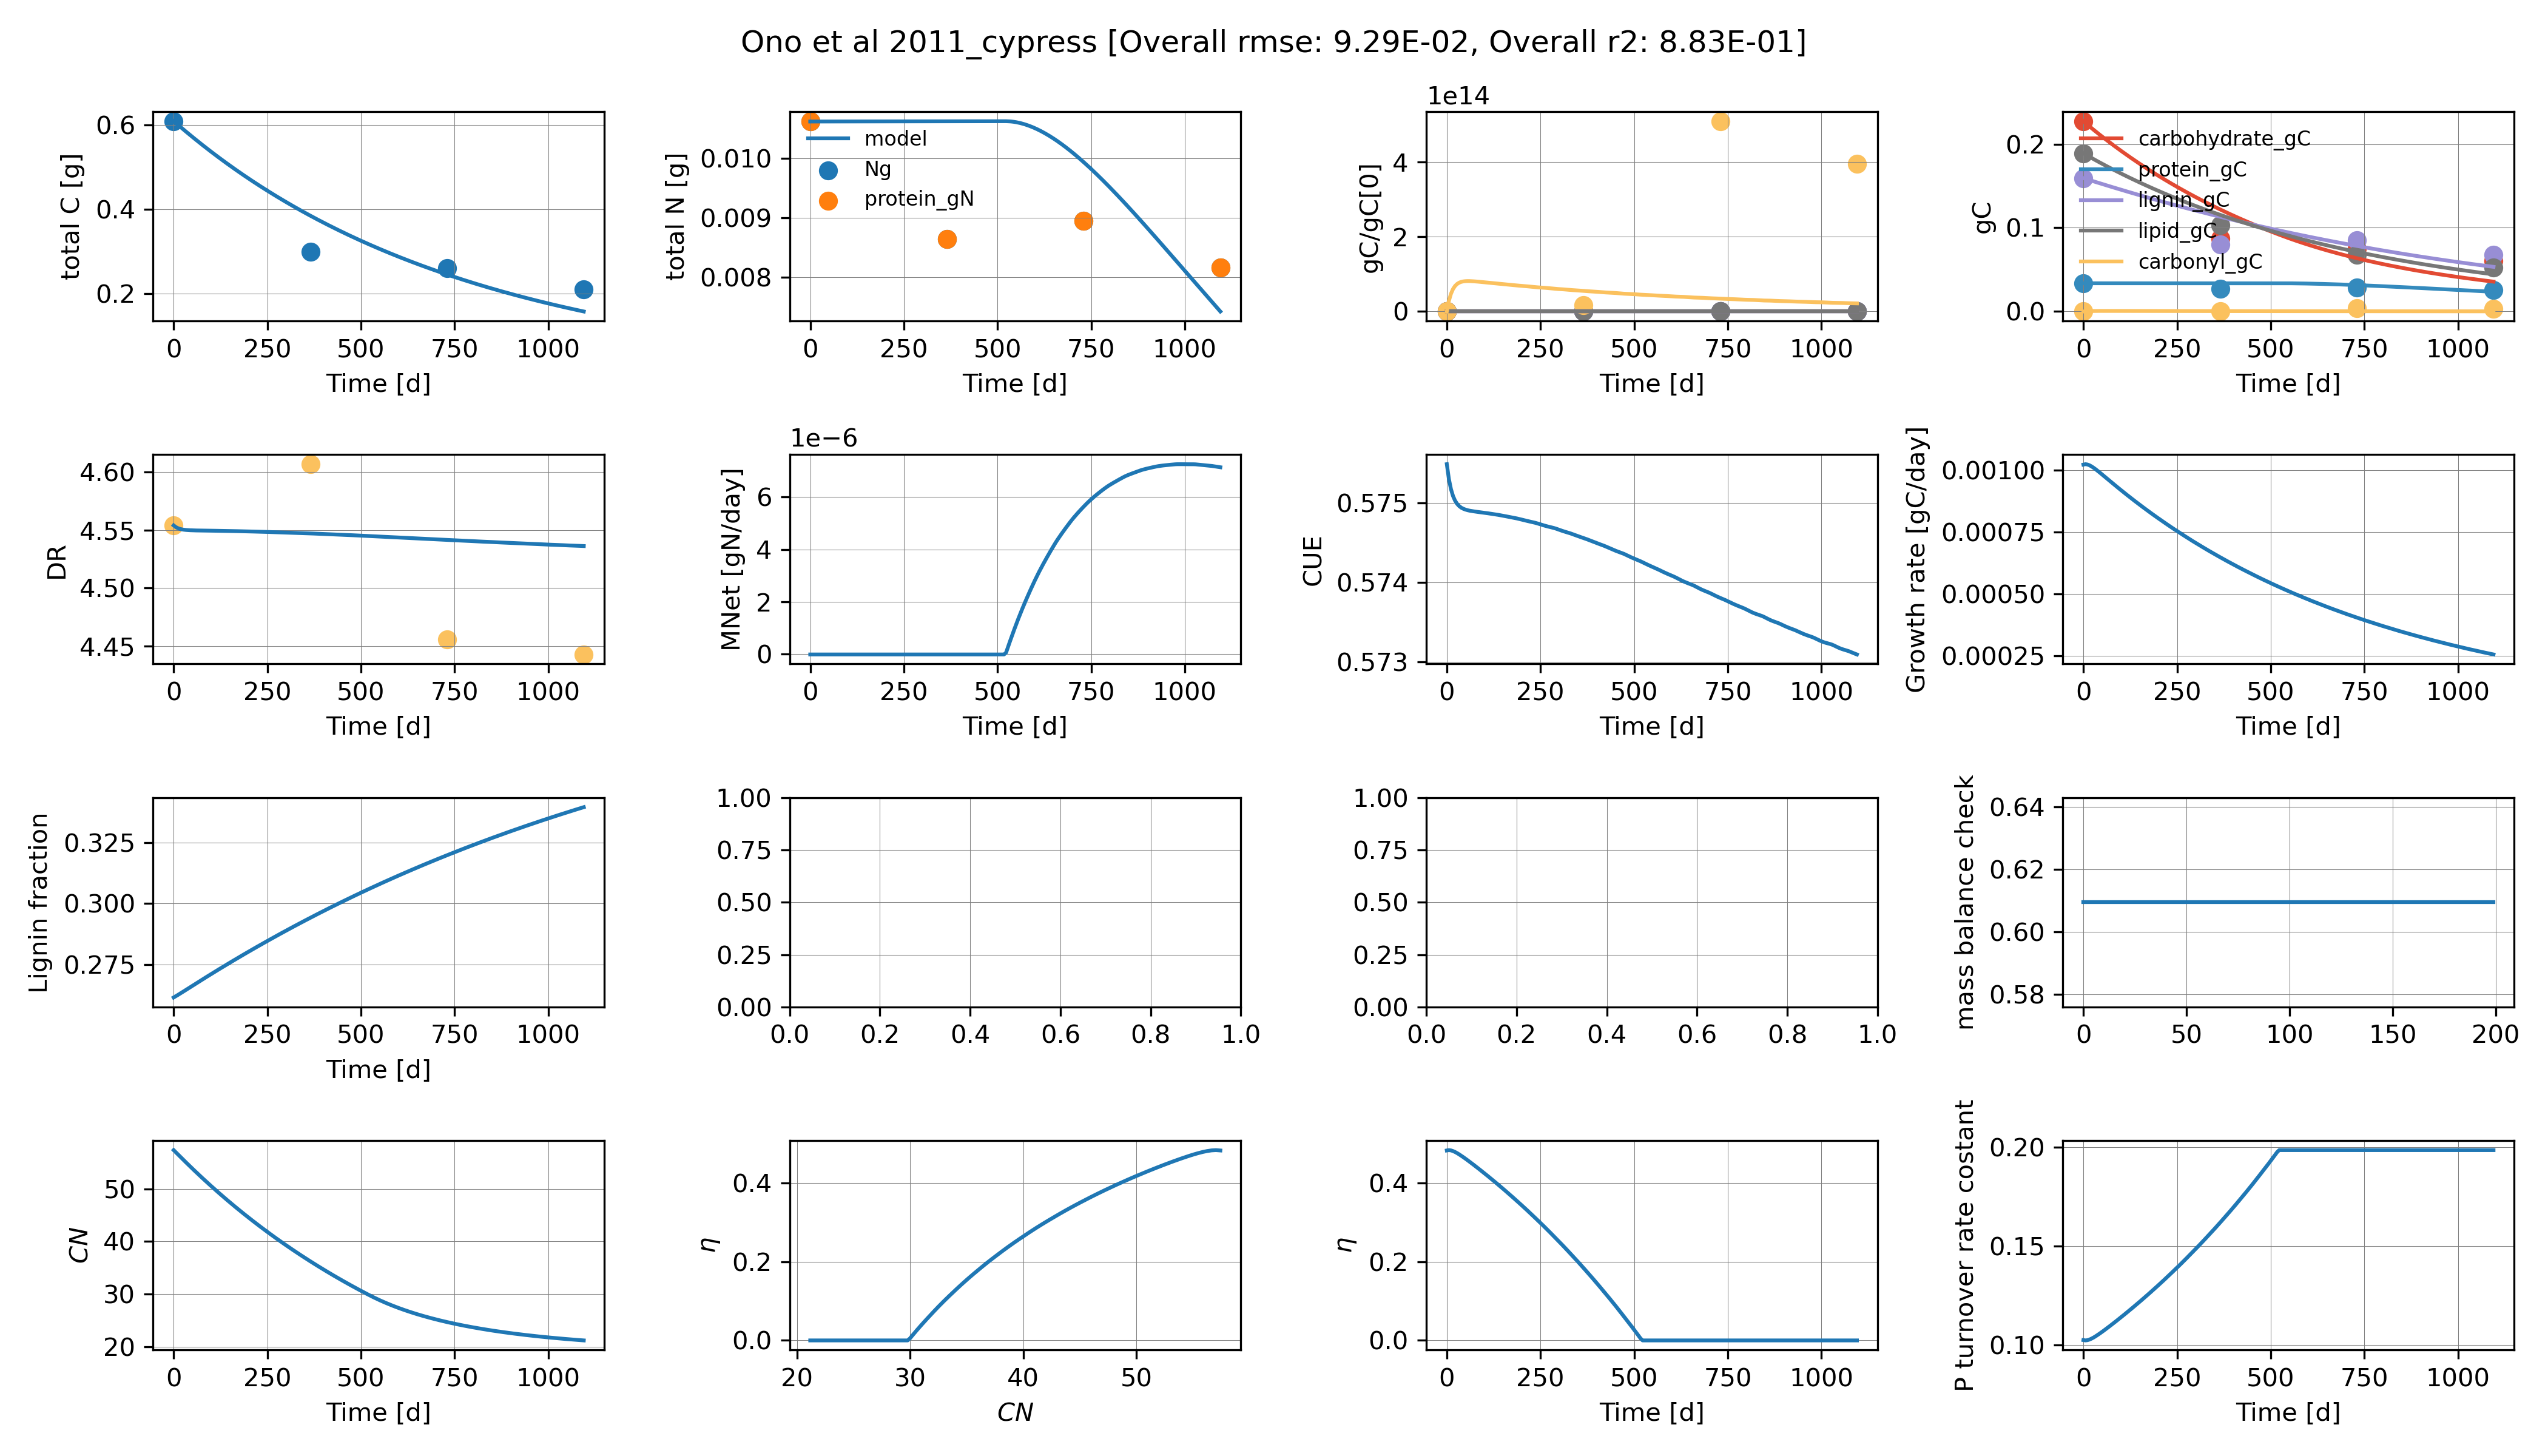 Ono et al 2011_cypress [Overall rmse: 9.29E-02, Overall r2: 8.83E-01]
total C [g]
0.6
0.4
0.2
0 250 500 750 1000
Time [d]
total N [g]
0.010
0.009
0.008
model
Ng
protein_gN
0 250 500 750 1000
Time [d]
1e14
gC/gC[0]
4
2
0
0 250 500 750 1000
Time [d]
gC
0.2
0.1
0.0
carbohydrate_gC
protein_gC
lignin_gC
lipid_gC
carbonyl_gC
0 250 500 750 1000
Time [d]
DR
4.60
4.55
4.50
4.45
0 250 500 750 1000
Time [d]
1e−6
MNet [gN/day]
6
4
2
0
0 250 500 750 1000
Time [d]
CUE
0.575
0.574
0.573
0 250 500 750 1000
Time [d]
Growth rate [gC/day]
0.00100
0.00075
0.00050
0.00025
0 250 500 750 1000
Time [d]
Lignin fraction
0.325
0.300
0.275
0 250 500 750 1000
Time [d]
1.00
0.75
0.50
0.25
0.00
0.0 0.2 0.4 0.6 0.8 1.0
1.00
0.75
0.50
0.25
0.00
0.0 0.2 0.4 0.6 0.8 1.0
mass balance check
0.64
0.62
0.60
0.58
0 50 100 150 200
CN
50
40
30
20
0 250 500 750 1000
Time [d]
η
0.4
0.2
0.0
20 30 40 50
CN
η
0.4
0.2
0.0
0 250 500 750 1000
Time [d]
P turnover rate costant
0.20
0.15
0.10
0 250 500 750 1000
Time [d]